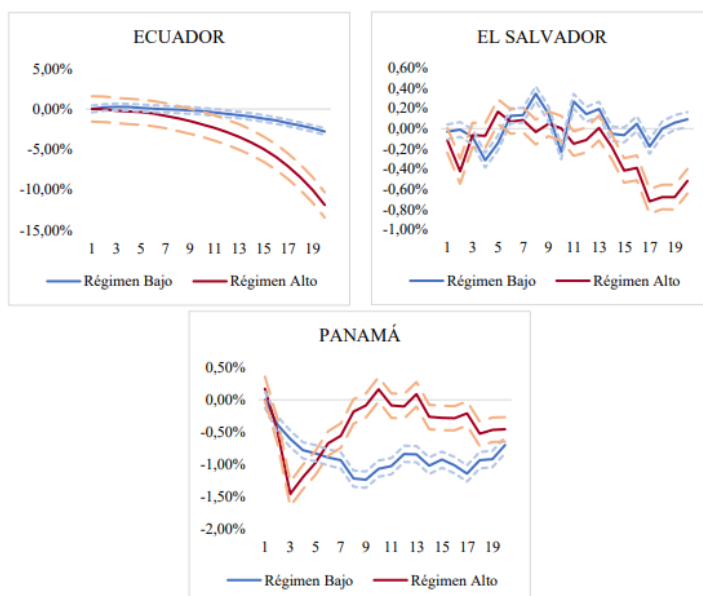 ECUADOR
5,00%
0,00%
-5,00%
-10,00%
-15,00%
1 3 5 7 9 11 13 15 17 19
Régimen Bajo Régimen Alto
EL SALVADOR
0,60%
0,40%
0,20%
0,00%
-0,20%
-0,40%
-0,60%
-0,80%
-1,00%
1 3 5 7 9 11 13 15 17 19
Régimen Bajo Régimen Alto
PANAMÁ
0,50%
0,00%
-0,50%
-1,00%
-1,50%
-2,00%
1 3 5 7 9 11 13 15 17 19
Régimen Bajo Régimen Alto